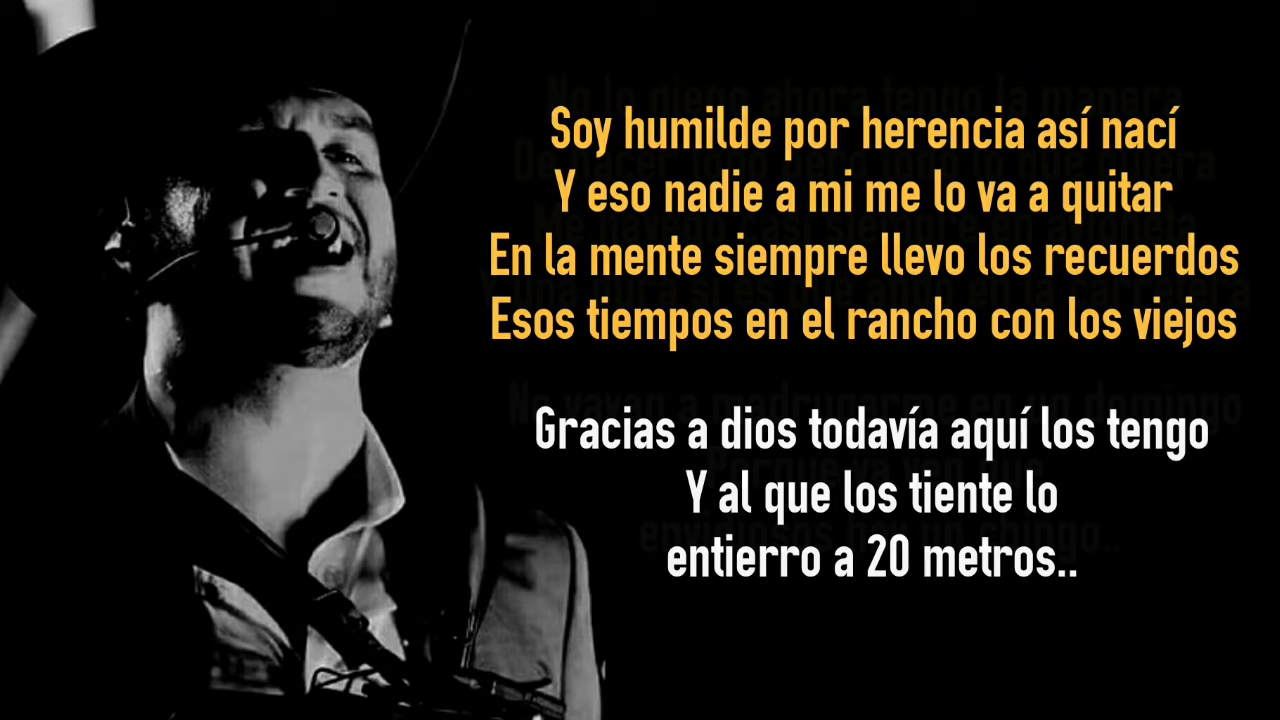 Soy humilde por herencia así nací
Y eso nadie a mi me lo va a quitar
En la mente siempre llevo los recuerdos
Esos tiempos en el rancho con los viejos
Gracias a dios todavía aquí los tengo
Y al que los tiente lo
entierro a 20 metros..